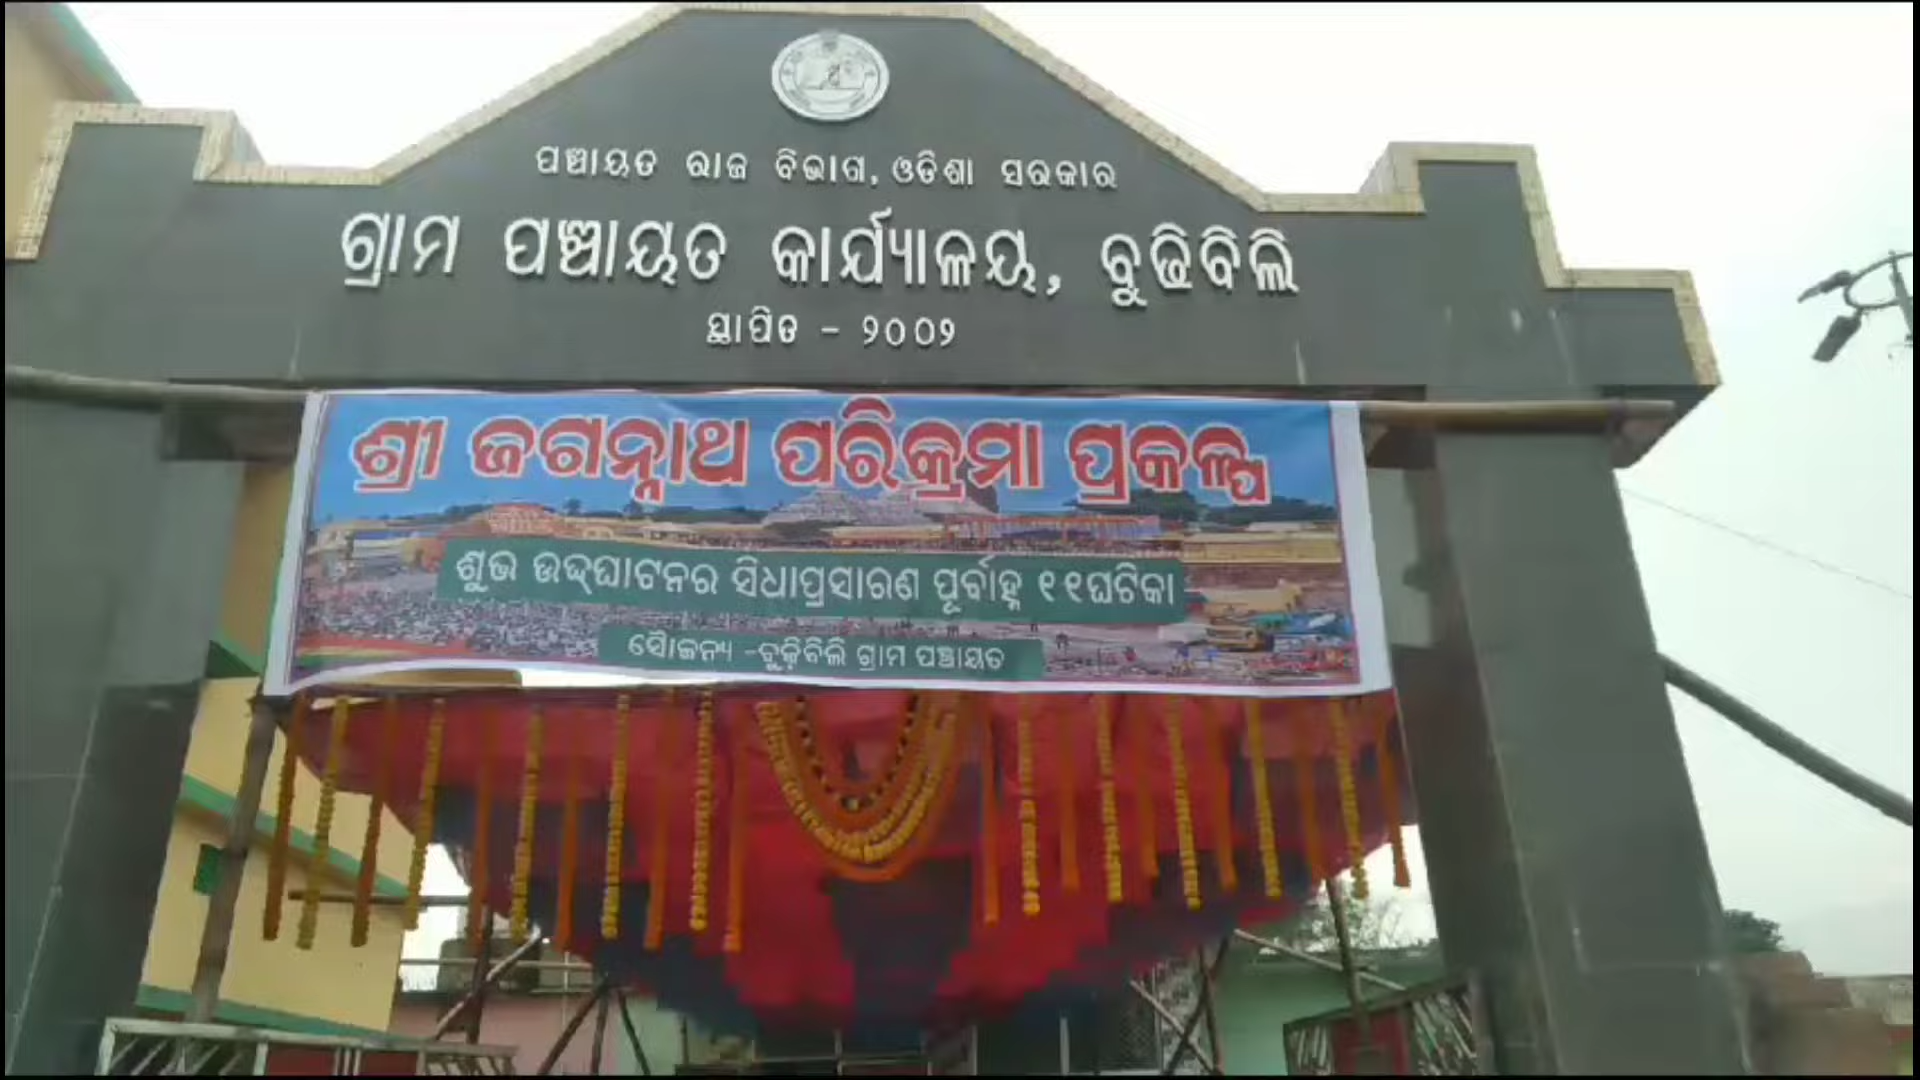 ପଞ୍ଚାୟତ ରାଜ ବିଭାଗ, ଓଡିଶା ସରକାର
ଗ୍ରାମ ପଞ୍ଚାୟତ କାର୍ଯ୍ୟାଳୟ, ବୁଢିବିଲି
ସ୍ଥାପିତ - ୨୦୦୨
ଶ୍ରୀ ଜଗନ୍ନାଥ ପରିକ୍ରମା ପ୍ରକଳ୍ପ
ଶୁଭ ଉଦ୍‌ଘାଟନର ସିଧାପ୍ରସାରଣ ପୂର୍ବାହ୍ନ ୧୧ଘଟିକା
ସୌଜନ୍ୟ -ବୁଢ଼ିବିଲି ଗ୍ରାମ ପଞ୍ଚାୟତ